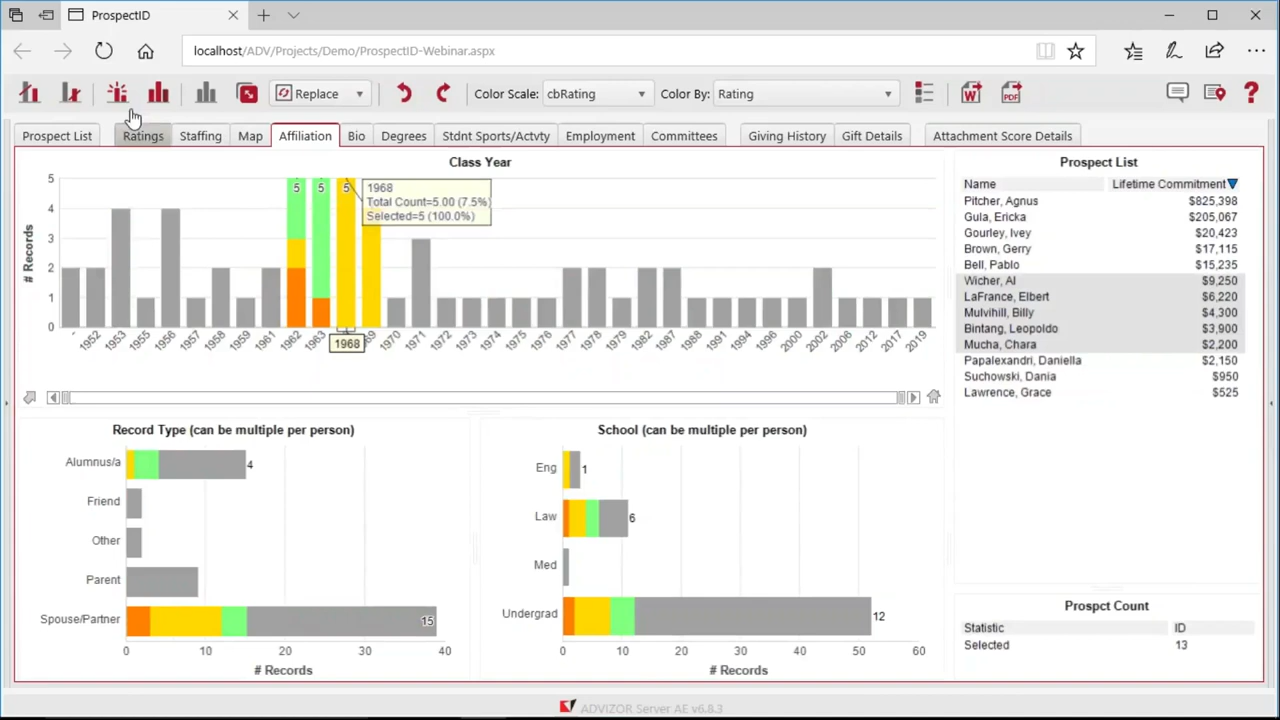 ProspectID
localhost/ADV/Projects/Demo/ProspectID-Webinar.aspx
Replace Color Scale: cbRating Color By: Rating
Prospect List Ratings Staffing Map Affiliation Bio Degrees Stdnt Sports/Actvty Employment Committees Giving History Gift Details Attachment Score Details
Class Year
# Records
5
4
3
2
1
0
5 5 5
1968
Total Count=5.00 (7.5%)
Selected=5 (100.0%)
- 1952 1953 1955 1956 1957 1958 1959 1961 1962 1963 1968 69 1970 1971 1972 1973 1974 1975 1976 1977 1978 1979 1982 1987 1988 1991 1994 1996 2000 2002 2006 2012 2017 2019
Record Type (can be multiple per person)
Alumnus/a 4
Friend
Other
Parent
Spouse/Partner 15
0 10 20 30 40
# Records
School (can be multiple per person)
Eng 1
Law 6
Med
Undergrad 12
0 10 20 30 40 50 60
# Records
Prospect List
Name Lifetime Commitment
Pitcher, Agnus $825,398
Gula, Ericka $205,067
Gourley, Ivey $20,423
Brown, Gerry $17,115
Bell, Pablo $15,235
Wicher, Al $9,250
LaFrance, Elbert $6,220
Mulvihill, Billy $4,300
Bintang, Leopoldo $3,900
Mucha, Chara $2,200
Papalexandri, Daniella $2,150
Suchowski, Dania $950
Lawrence, Grace $525
Prospct Count
Statistic ID
Selected 13
ADVIZOR Server AE v6.8.3